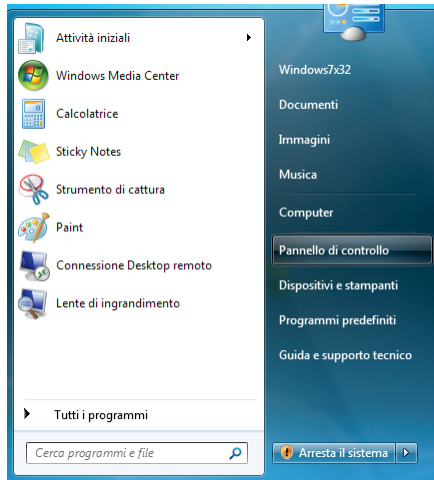 Attività iniziali
Windows Media Center
Calcolatrice
Sticky Notes
Strumento di cattura
Paint
Connessione Desktop remoto
Lente di ingrandimento
Tutti i programmi
Cerca programmi e file
Windows7x32
Documenti
Immagini
Musica
Computer
Pannello di controllo
Dispositivi e stampanti
Programmi predefiniti
Guida e supporto tecnico
Arresta il sistema